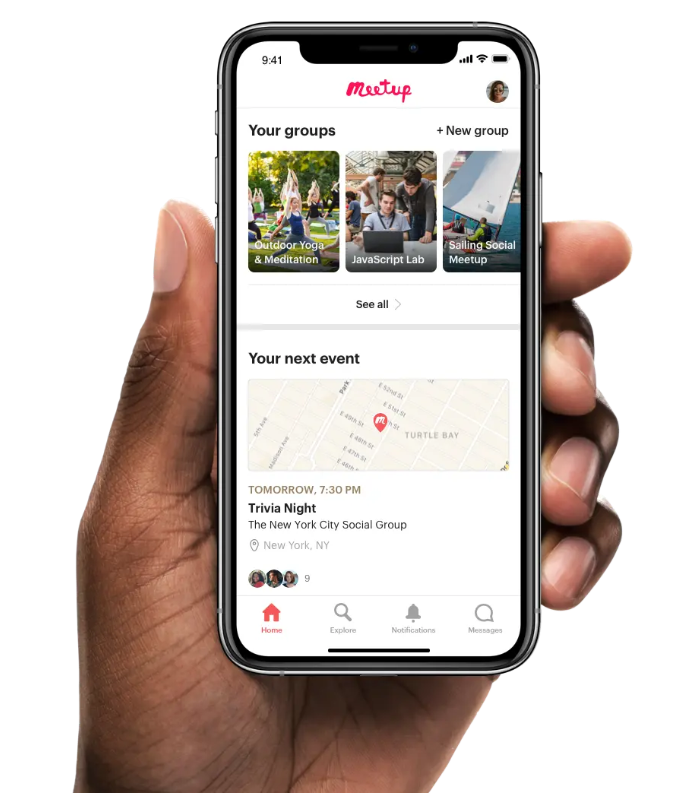 9:41
meetup
Your groups
+ New group
Outdoor Yoga
& Meditation
JavaScript Lab
Sailing Social
Meetup
See all
Your next event
Park
E 52nd St
E 51st St
E 49th St
E 48th St
E 47th St
E 46th St
5th Ave
Madison Ave
m
TURTLE BAY
TOMORROW, 7:30 PM
Trivia Night
The New York City Social Group
New York, NY
9
Home
Explore
Notifications
Messages